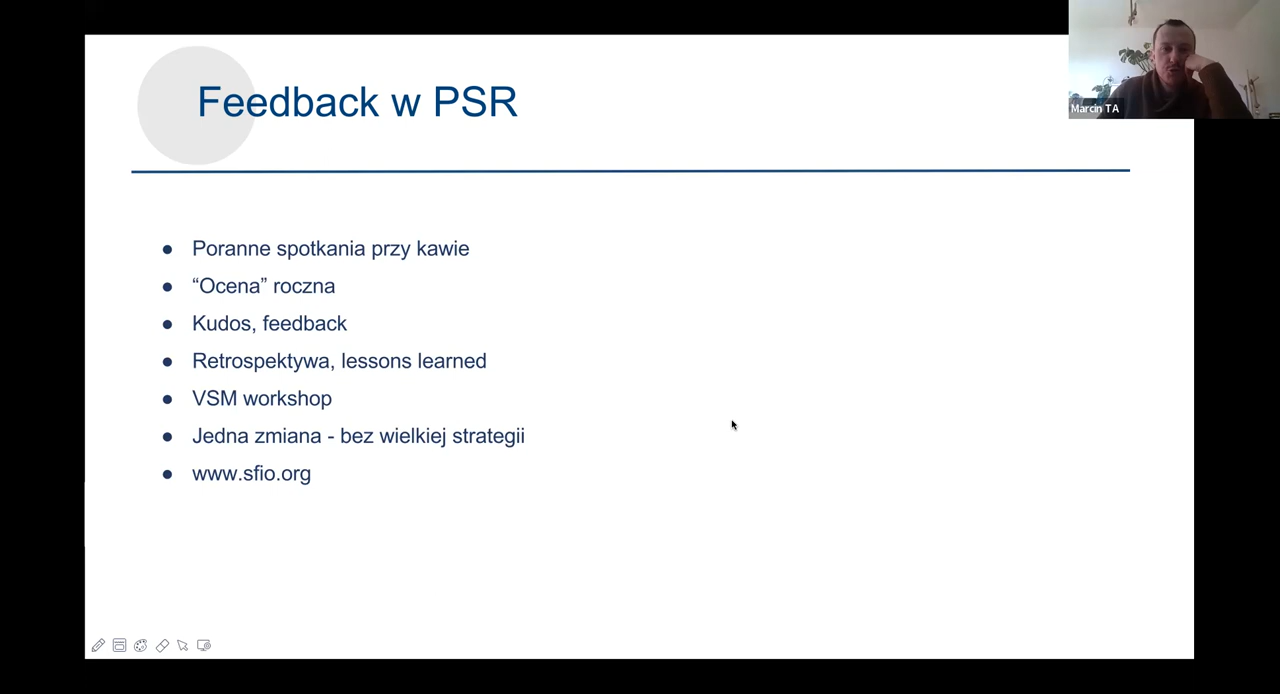 Feedback w PSR
Marcin TA
● Poranne spotkania przy kawie
● “Ocena” roczna
● Kudos, feedback
● Retrospektywa, lessons learned
● VSM workshop
● Jedna zmiana - bez wielkiej strategii
● www.sfio.org